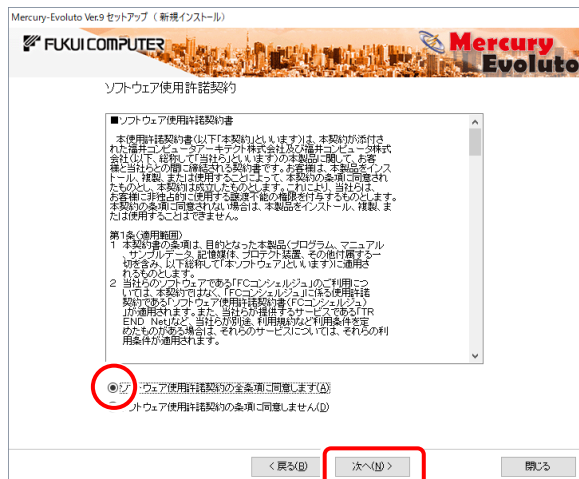 Mercury-Evoluto Ver.9 セットアップ（ 新規インストール）
FUKUI COMPUTER
Mercury
Evoluto
ソフトウェア使用許諾契約
■ソフトウェア使用許諾契約書
本使用許諾契約書(以下「本契約」といいます)は、本契約が添付さ
れた福井コンピュータアーキテクト株式会社及び福井コンピュータ株式
会社(以下、総称して「当社ら」といいます)の本製品に関して、お客
様と当社らとの間に締結される契約書です。お客様は、本製品をインス
トール、複製、または使用することによって、本契約の条項に同意され
たものとし、本契約は成立したものとします。これにより、当社らは、
お客様に非独占的に使用する譲渡不能の権限を付与するものとします。
本契約の条項に同意されない場合は、本製品をインストール、複製、ま
たは使用することはできません。
第1条(適用範囲)
1 本契約書の条項は、目的となった本製品(プログラム、マニュアル
、サンプルデータ、記憶媒体、プロテクト装置、その他付属する一
切を含み、以下総称して「本ソフトウェア」といいます)に適用さ
れるものとします。
2 当社らのソフトウェアである「FCコンシェルジュ」のご利用につ
いては、本契約ではなく、「FCコンシェルジュ」に係る使用許諾
契約である「ソフトウェア使用許諾契約書(FCコンシェルジュ)
」が適用されます。また、当社らが提供するサービスである「TR
END Net」など、当社らが別途、利用規約など利用条件を定
めたものがある場合は、それらのサービスについては、それらの利
用条件が適用されます。
ソフトウェア使用許諾契約の全条項に同意します(A)
ソフトウェア使用許諾契約の条項に同意しません(D)
< 戻る(B)
次へ(N) >
閉じる